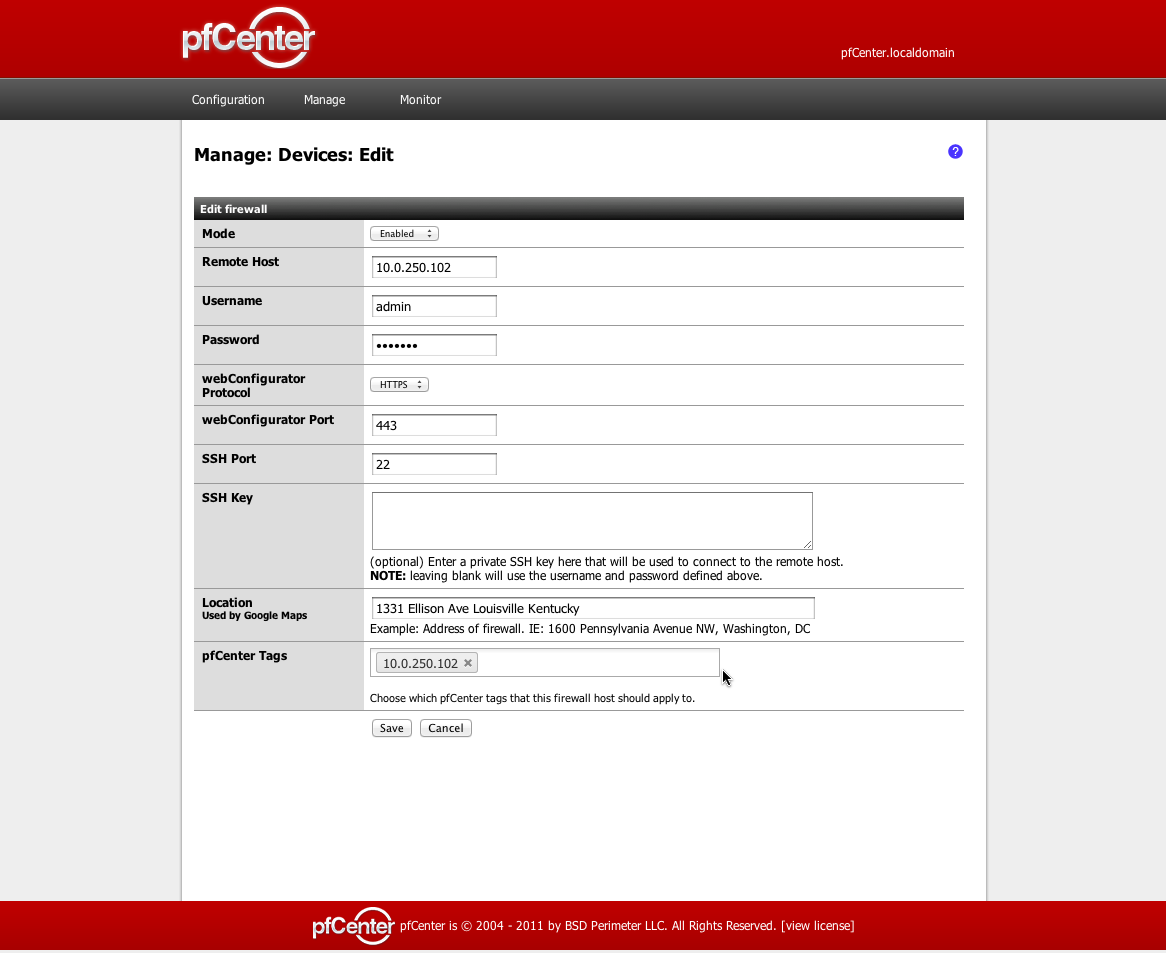 pfCenter
pfCenter.localdomain
Configuration Manage Monitor
Manage: Devices: Edit
?
Edit firewall
Mode Enabled
Remote Host 10.0.250.102
Username admin
Password •••••••
webConfigurator Protocol HTTPS
webConfigurator Port 443
SSH Port 22
SSH Key
(optional) Enter a private SSH key here that will be used to connect to the remote host.
NOTE: leaving blank will use the username and password defined above.
Location 1331 Ellison Ave Louisville Kentucky
Used by Google Maps
Example: Address of firewall. IE: 1600 Pennsylvania Avenue NW, Washington, DC
pfCenter Tags 10.0.250.102 ×
Choose which pfCenter tags that this firewall host should apply to.
Save Cancel
pfCenter pfCenter is © 2004 - 2011 by BSD Perimeter LLC. All Rights Reserved. [view license]